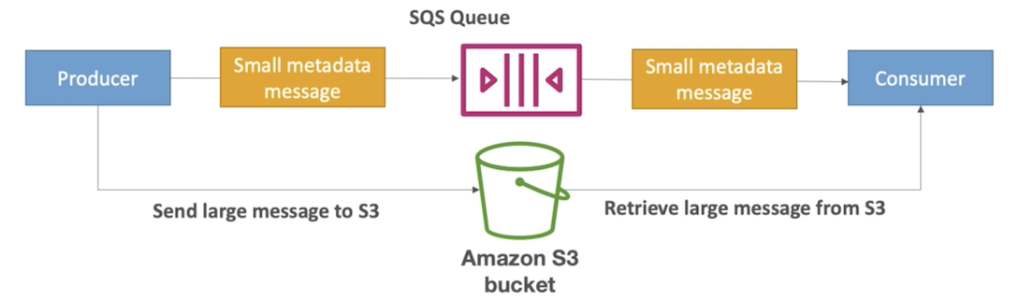 SQS Queue
Producer
Small metadata
message
Small metadata
message
Consumer
Send large message to S3
Retrieve large message from S3
Amazon S3
bucket